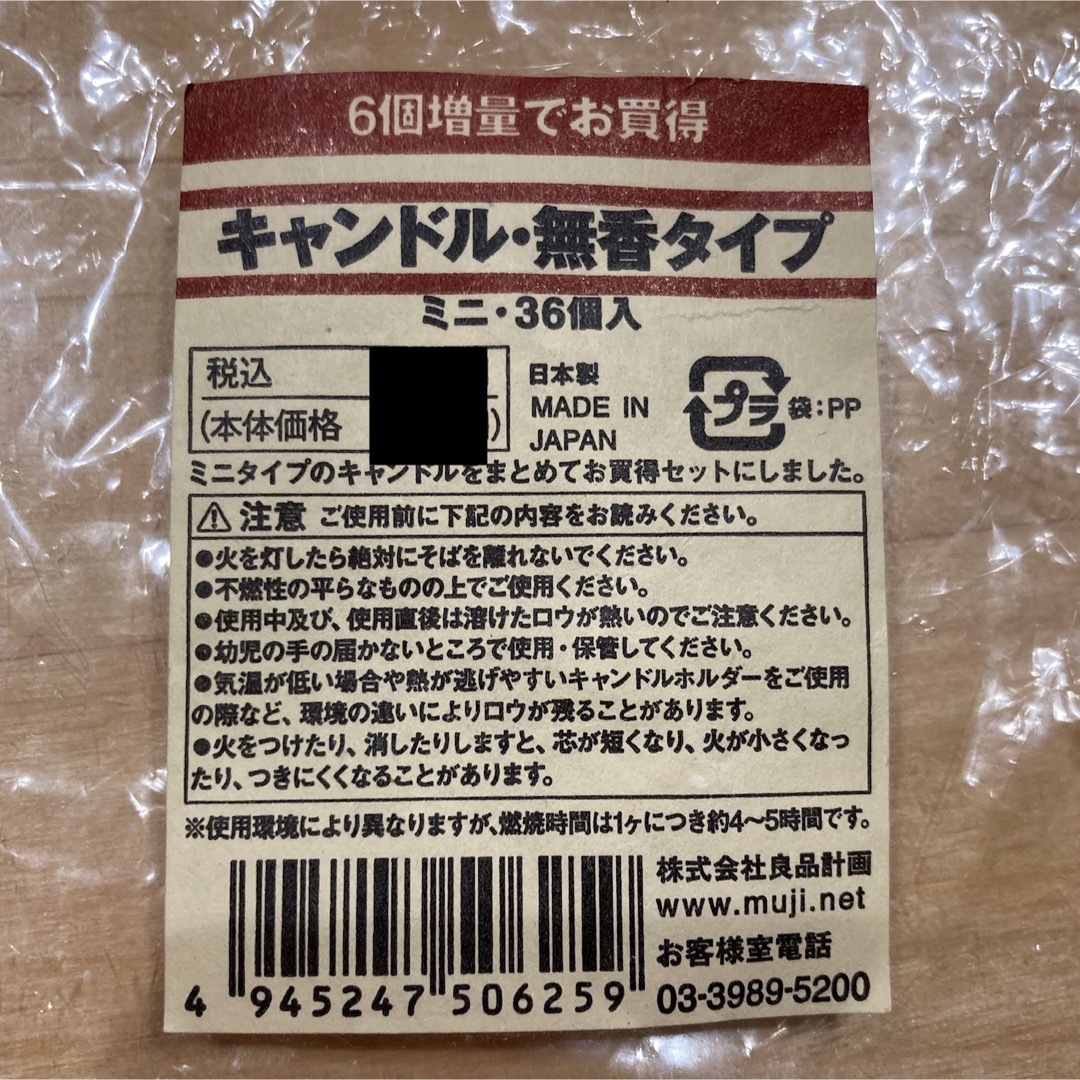 6個増量でお買得
キャンドル・無香タイプ
ミニ・36個入
税込
(本体価格 )
日本製
MADE IN
JAPAN
プラ 袋:PP
ミニタイプのキャンドルをまとめてお買得セットにしました。
注意 ご使用前に下記の内容をお読みください。
●火を灯したら絶対にそばを離れないでください。
●不燃性の平らなものの上でご使用ください。
●使用中及び、使用直後は溶けたロウが熱いのでご注意ください。
●幼児の手の届かないところで使用・保管してください。
●気温が低い場合や熱が逃げやすいキャンドルホルダーをご使用
の際など、環境の違いによりロウが残ることがあります。
●火をつけたり、消したりしますと、芯が短くなり、火が小さくなっ
たり、つきにくくなることがあります。
※使用環境により異なりますが、燃焼時間は1ヶにつき約4〜5時間です。
株式会社良品計画
www.muji.net
お客様室電話
03-3989-5200
4 945247 506259